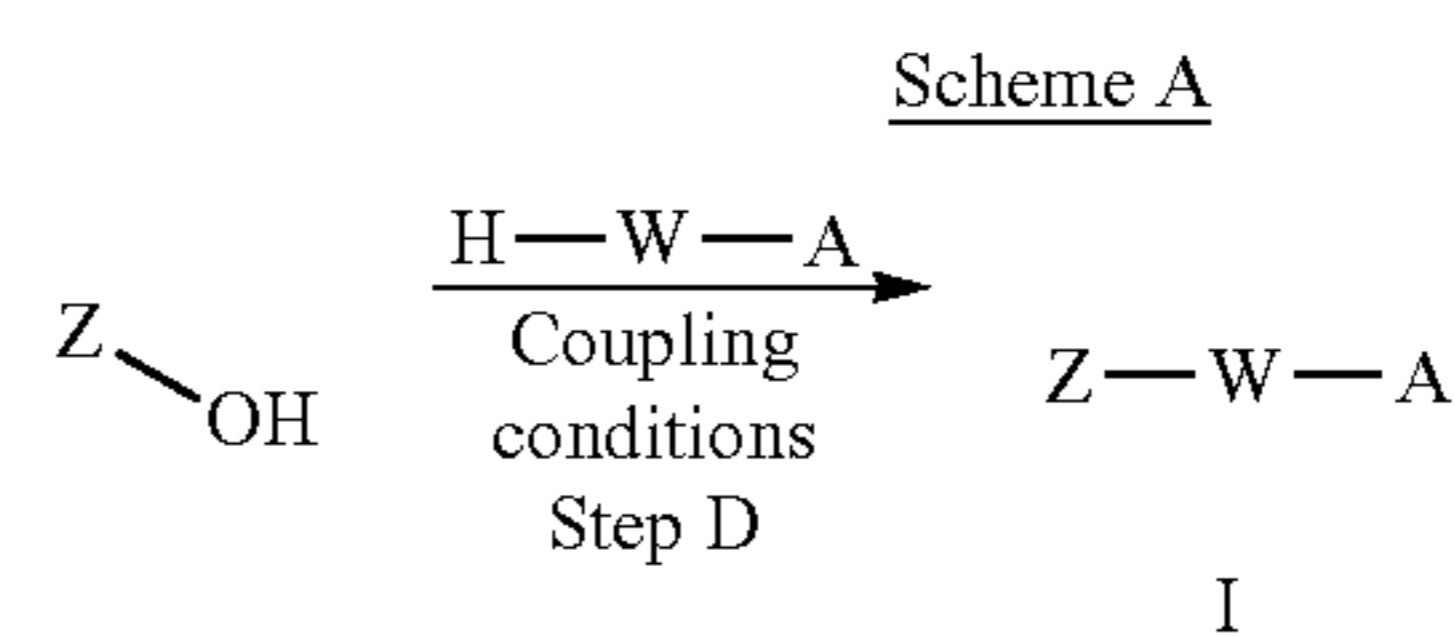 Scheme A
H—W—A
Z
OH
Coupling
conditions
Step D
Z—W—A
I